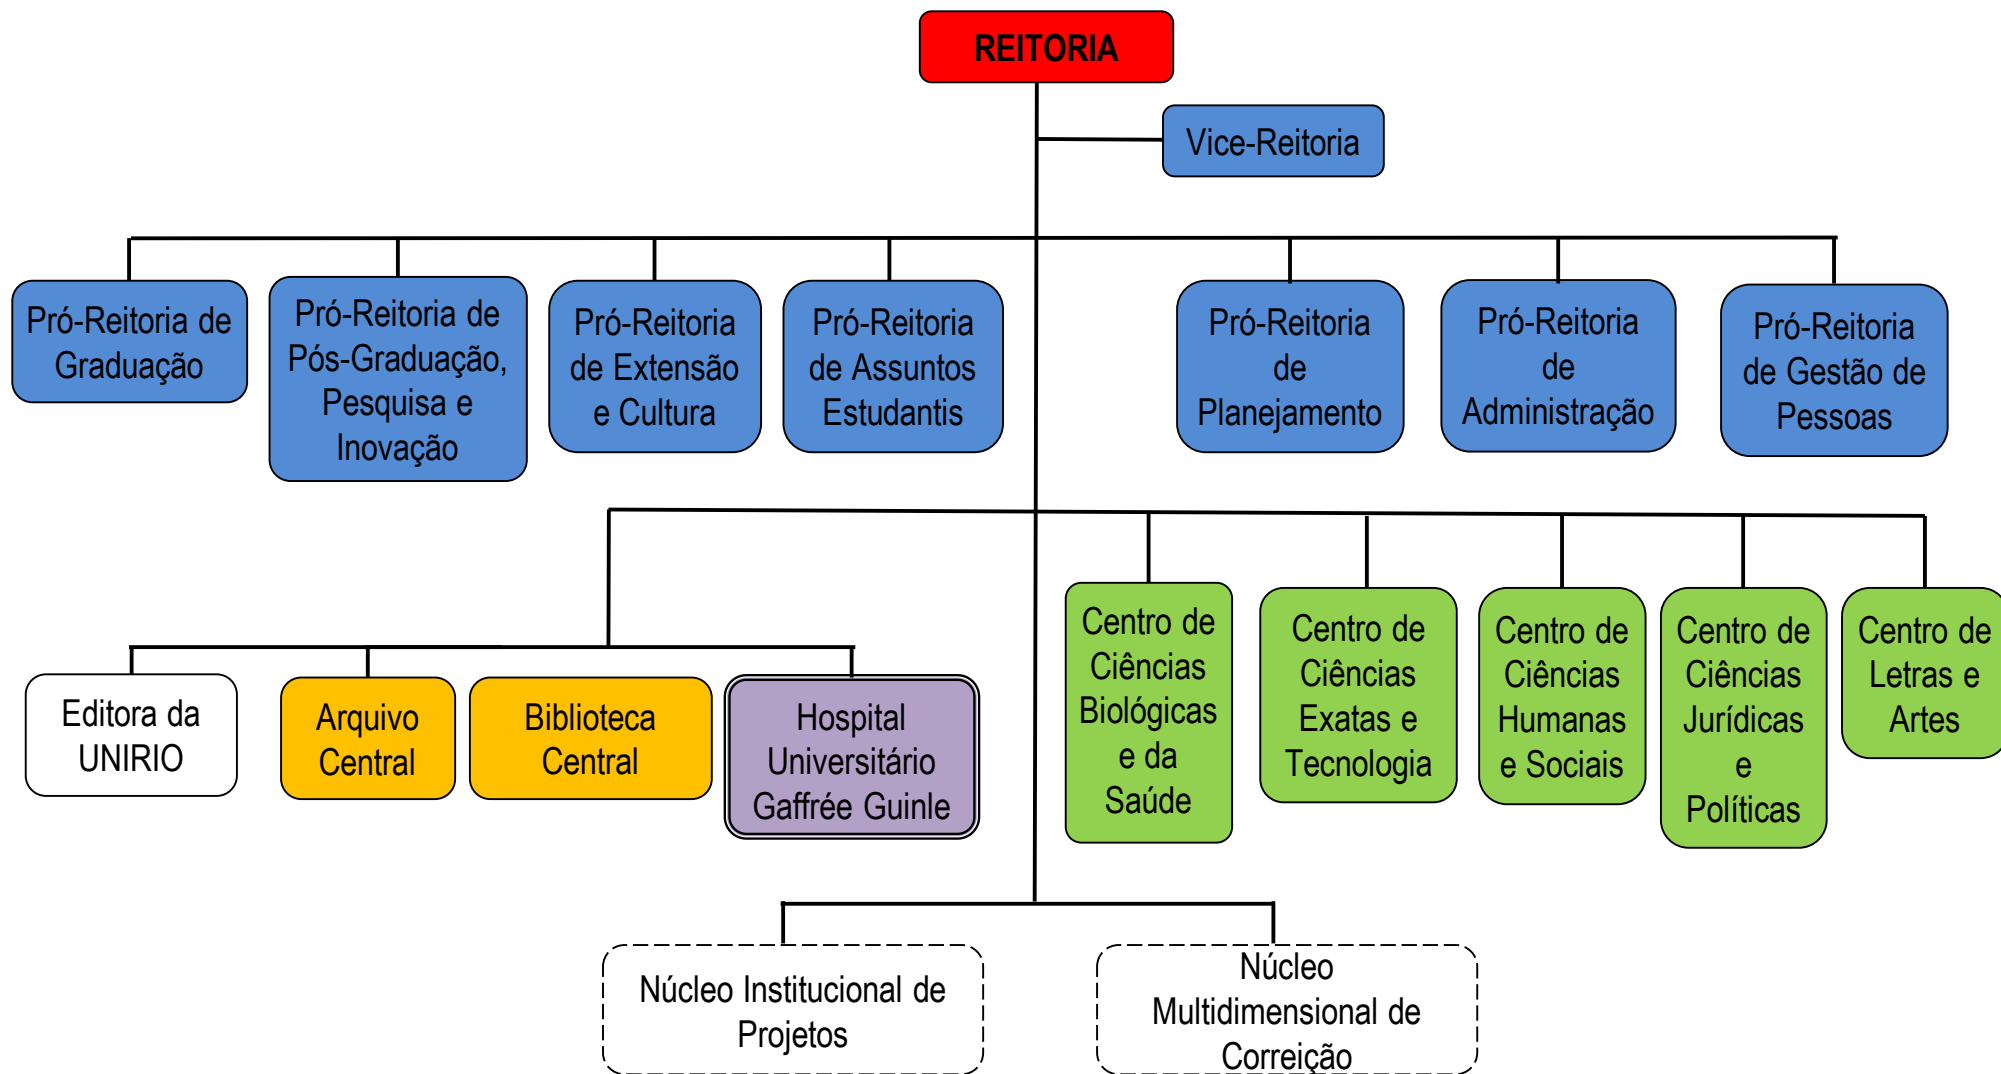 REITORIA
Vice-Reitoria
Pró-Reitoria de
Graduação
Pró-Reitoria de
Pós-Graduação,
Pesquisa e
Inovação
Pró-Reitoria
de Extensão
e Cultura
Pró-Reitoria
de Assuntos
Estudantis
Pró-Reitoria
de
Planejamento
Pró-Reitoria
de
Administração
Pró-Reitoria
de Gestão de
Pessoas
Editora da
UNIRIO
Arquivo
Central
Biblioteca
Central
Hospital
Universitário
Gaffrée Guinle
Centro de
Ciências
Biológicas
e da
Saúde
Centro de
Ciências
Exatas e
Tecnologia
Centro de
Ciências
Humanas
e Sociais
Centro de
Ciências
Jurídicas
e
Políticas
Centro de
Letras e
Artes
Núcleo Institucional de
Projetos
Núcleo
Multidimensional de
Correição